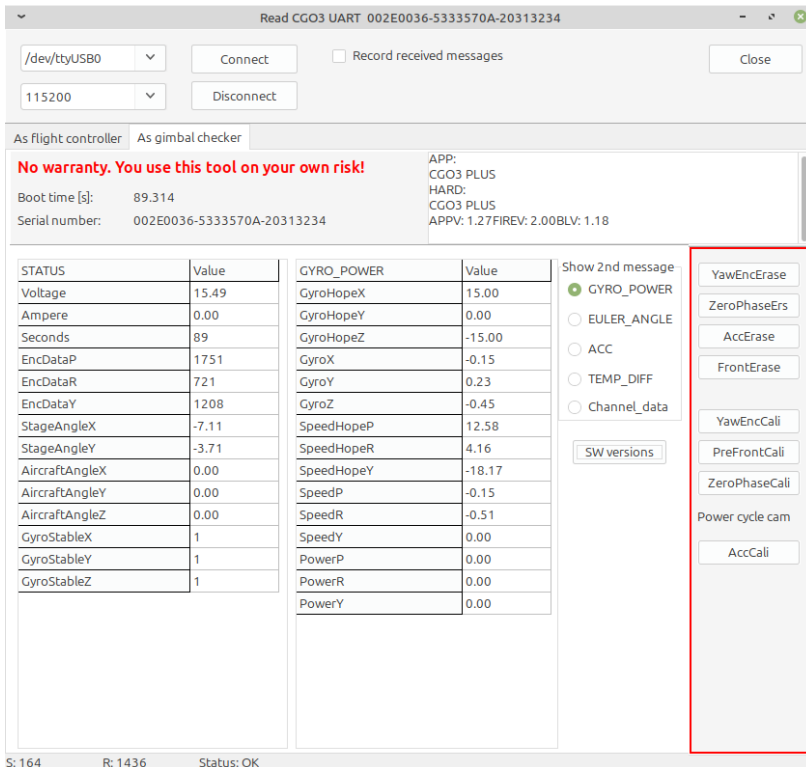 Read CGO3 UART 002E0036-5333570A-20313234
/dev/ttyUSB0
Connect
Record received messages
Close
115200
Disconnect
As flight controller
As gimbal checker
No warranty. You use this tool on your own risk!
Boot time [s]: 89.314
Serial number: 002E0036-5333570A-20313234
APP:
CGO3 PLUS
HARD:
CGO3 PLUS
APPV: 1.27FIREV: 2.00BLV: 1.18
STATUS Value
Voltage 15.49
Ampere 0.00
Seconds 89
EncDataP 1751
EncDataR 721
EncDataY 1208
StageAngleX -7.11
StageAngleY -3.71
AircraftAngleX 0.00
AircraftAngleY 0.00
AircraftAngleZ 0.00
GyroStableX 1
GyroStableY 1
GyroStableZ 1
GYRO_POWER Value
GyroHopeX 15.00
GyroHopeY 0.00
GyroHopeZ -15.00
GyroX -0.15
GyroY 0.23
GyroZ -0.45
SpeedHopeP 12.58
SpeedHopeR 4.16
SpeedHopeY -18.17
SpeedP -0.15
SpeedR -0.51
SpeedY 0.00
PowerP 0.00
PowerR 0.00
PowerY 0.00
Show 2nd message
GYRO_POWER
EULER_ANGLE
ACC
TEMP_DIFF
Channel_data
SW versions
YawEncErase
ZeroPhaseErs
AccErase
FrontErase
YawEncCali
PreFrontCali
ZeroPhaseCali
Power cycle cam
AccCali
S: 164 R: 1436 Status: OK